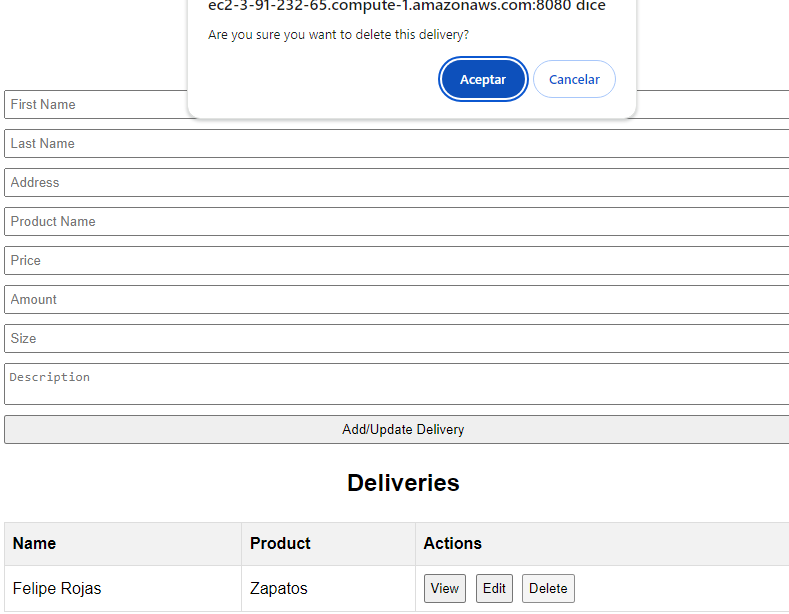 ec2-3-91-232-65.compute-1.amazonaws.com:8080 dice
Are you sure you want to delete this delivery?
Aceptar Cancelar
First Name
Last Name
Address
Product Name
Price
Amount
Size
Description
Add/Update Delivery
Deliveries
Name Product Actions
Felipe Rojas Zapatos View Edit Delete